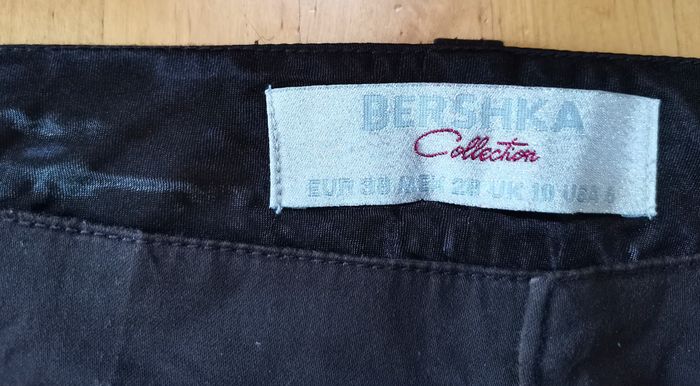 BERSHKA
Collection
EUR 38 MEX 28 UK 10 USA 6